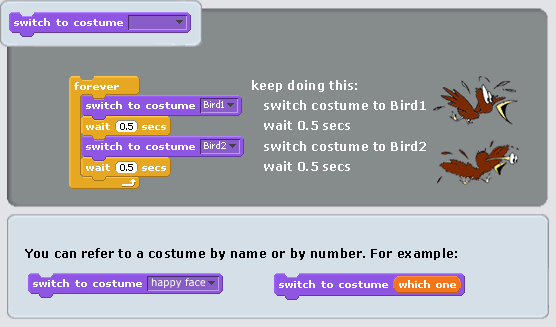 switch to costume
forever
switch to costume Bird1
wait 0.5 secs
switch to costume Bird2
wait 0.5 secs
keep doing this:
switch costume to Bird1
wait 0.5 secs
switch costume to Bird2
wait 0.5 secs
You can refer to a costume by name or by number. For example:
switch to costume happy face
switch to costume which one